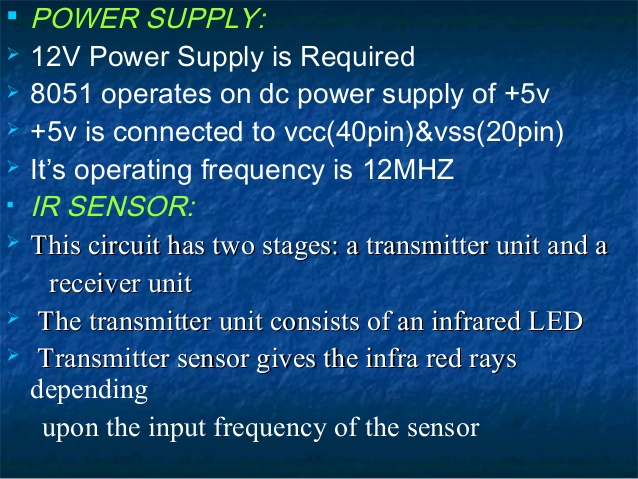 POWER SUPPLY:
12V Power Supply is Required
8051 operates on dc power supply of +5v
+5v is connected to vcc(40pin)&vss(20pin)
It’s operating frequency is 12MHZ
IR SENSOR:
This circuit has two stages: a transmitter unit and a
receiver unit
The transmitter unit consists of an infrared LED
Transmitter sensor gives the infra red rays
depending
upon the input frequency of the sensor